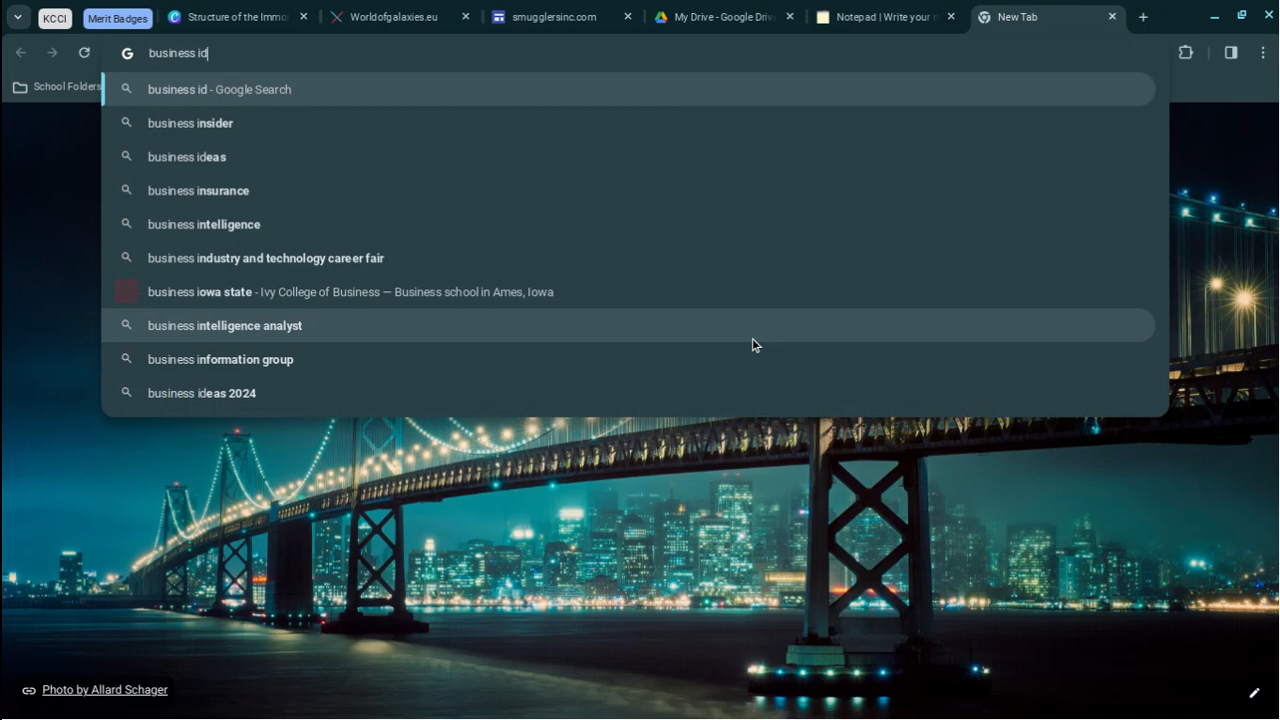 KCCI Merit Badges Structure of the Immo Worldofgalaxies.eu smugglersinc.com My Drive - Google Driv Notepad | Write your n New Tab
business id
School Folders
business id - Google Search
business insider
business ideas
business insurance
business intelligence
business industry and technology career fair
business iowa state - Ivy College of Business — Business school in Ames, Iowa
business intelligence analyst
business information group
business ideas 2024
Photo by Allard Schager